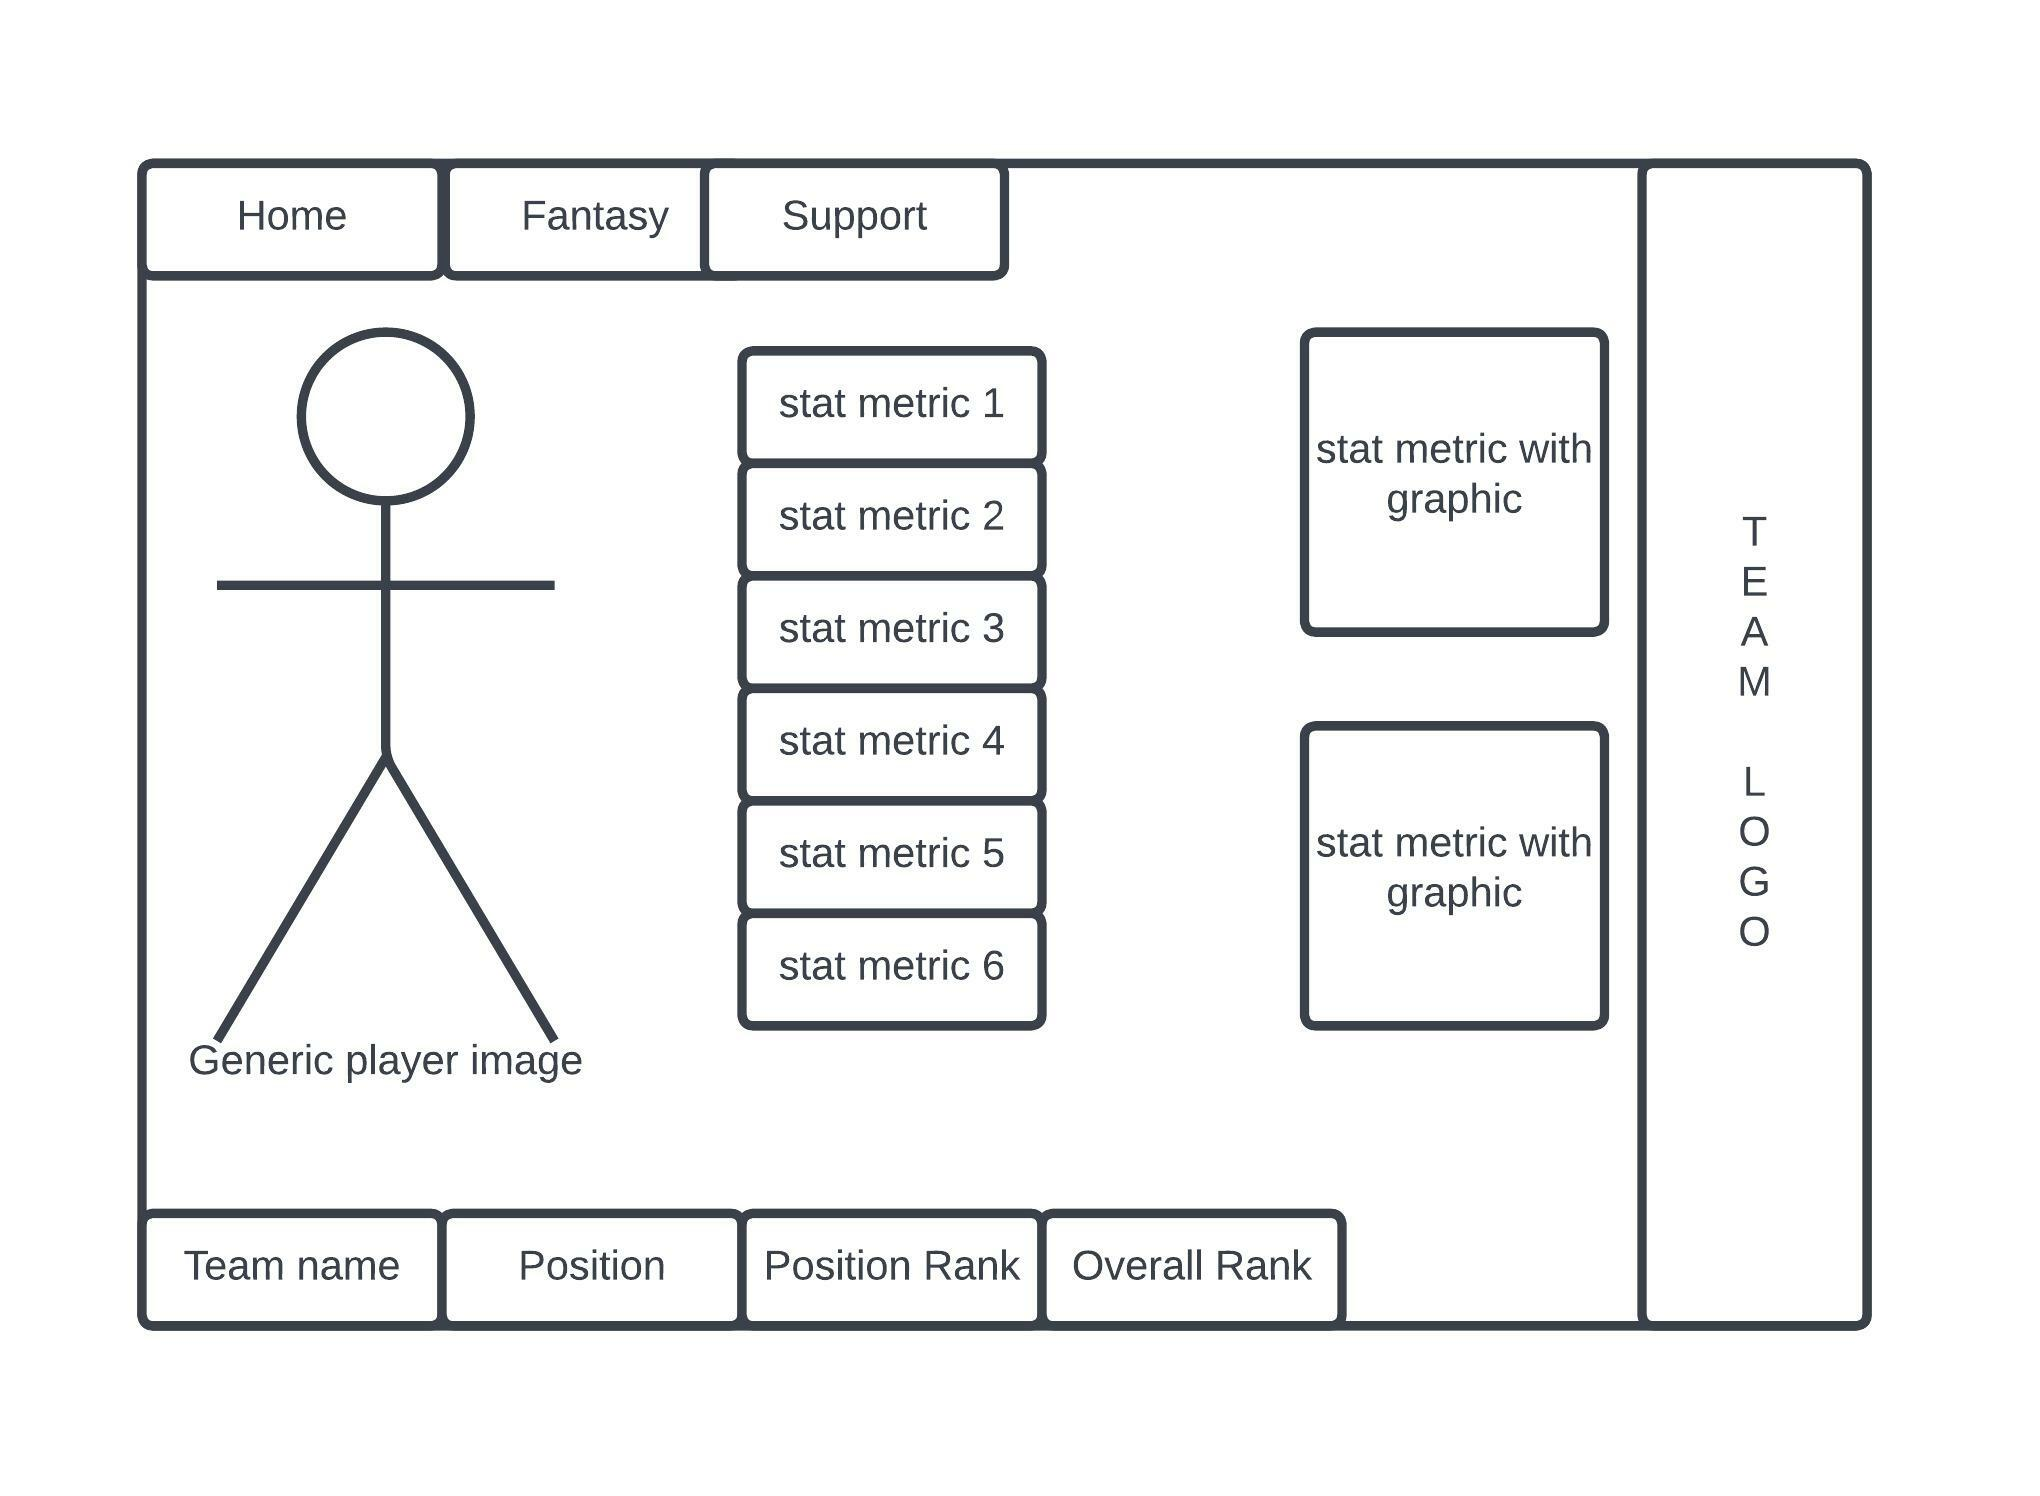 Home
Fantasy
Support
stat metric 1
stat metric 2
stat metric 3
stat metric 4
stat metric 5
stat metric 6
Generic player image
stat metric with
graphic
stat metric with
graphic
T
E
A
M
L
O
G
O
Team name
Position
Position Rank
Overall Rank